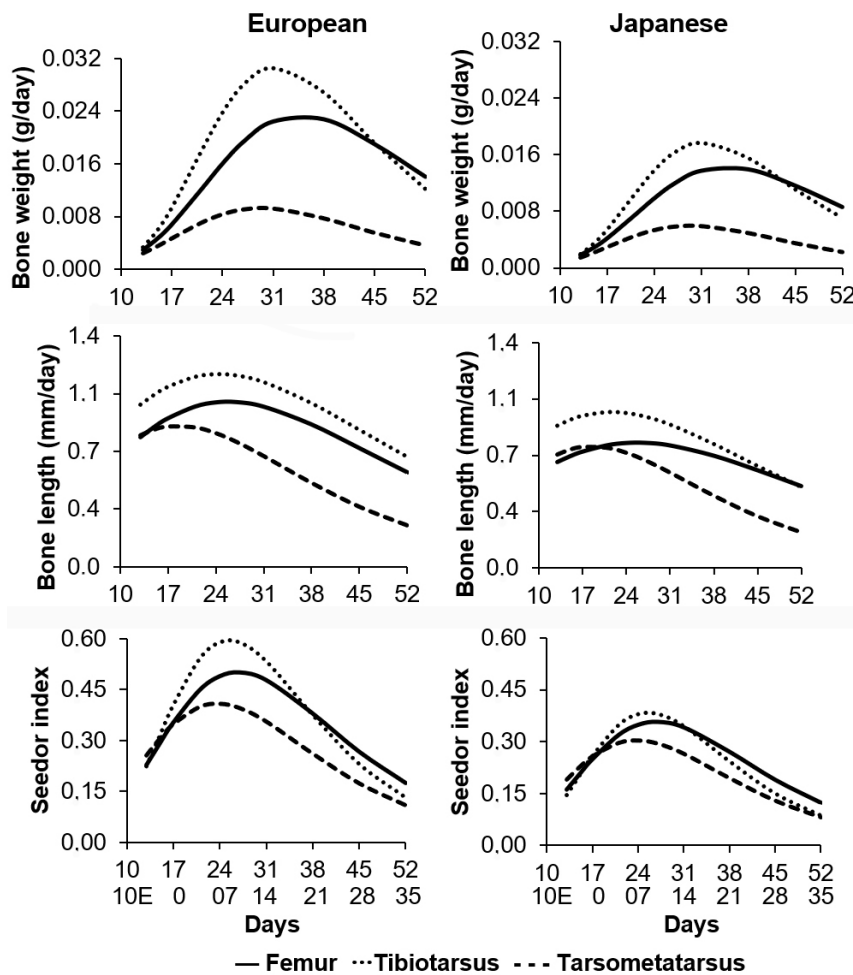 European
Japanese
Bone weight (g/day)
0.032
0.024
0.016
0.008
0.000
10 17 24 31 38 45 52
Bone weight (g/day)
0.032
0.024
0.016
0.008
0.000
10 17 24 31 38 45 52
Bone length (mm/day)
1.4
1.1
0.7
0.4
0.0
10 17 24 31 38 45 52
Bone length (mm/day)
1.4
1.1
0.7
0.4
0.0
10 17 24 31 38 45 52
Seedor index
0.60
0.45
0.30
0.15
0.00
10 17 24 31 38 45 52
10E 0 07 14 21 28 35
Days
Seedor index
0.60
0.45
0.30
0.15
0.00
10 17 24 31 38 45 52
10E 0 07 14 21 28 35
Days
Femur Tibiotarsus Tarsometatarsus